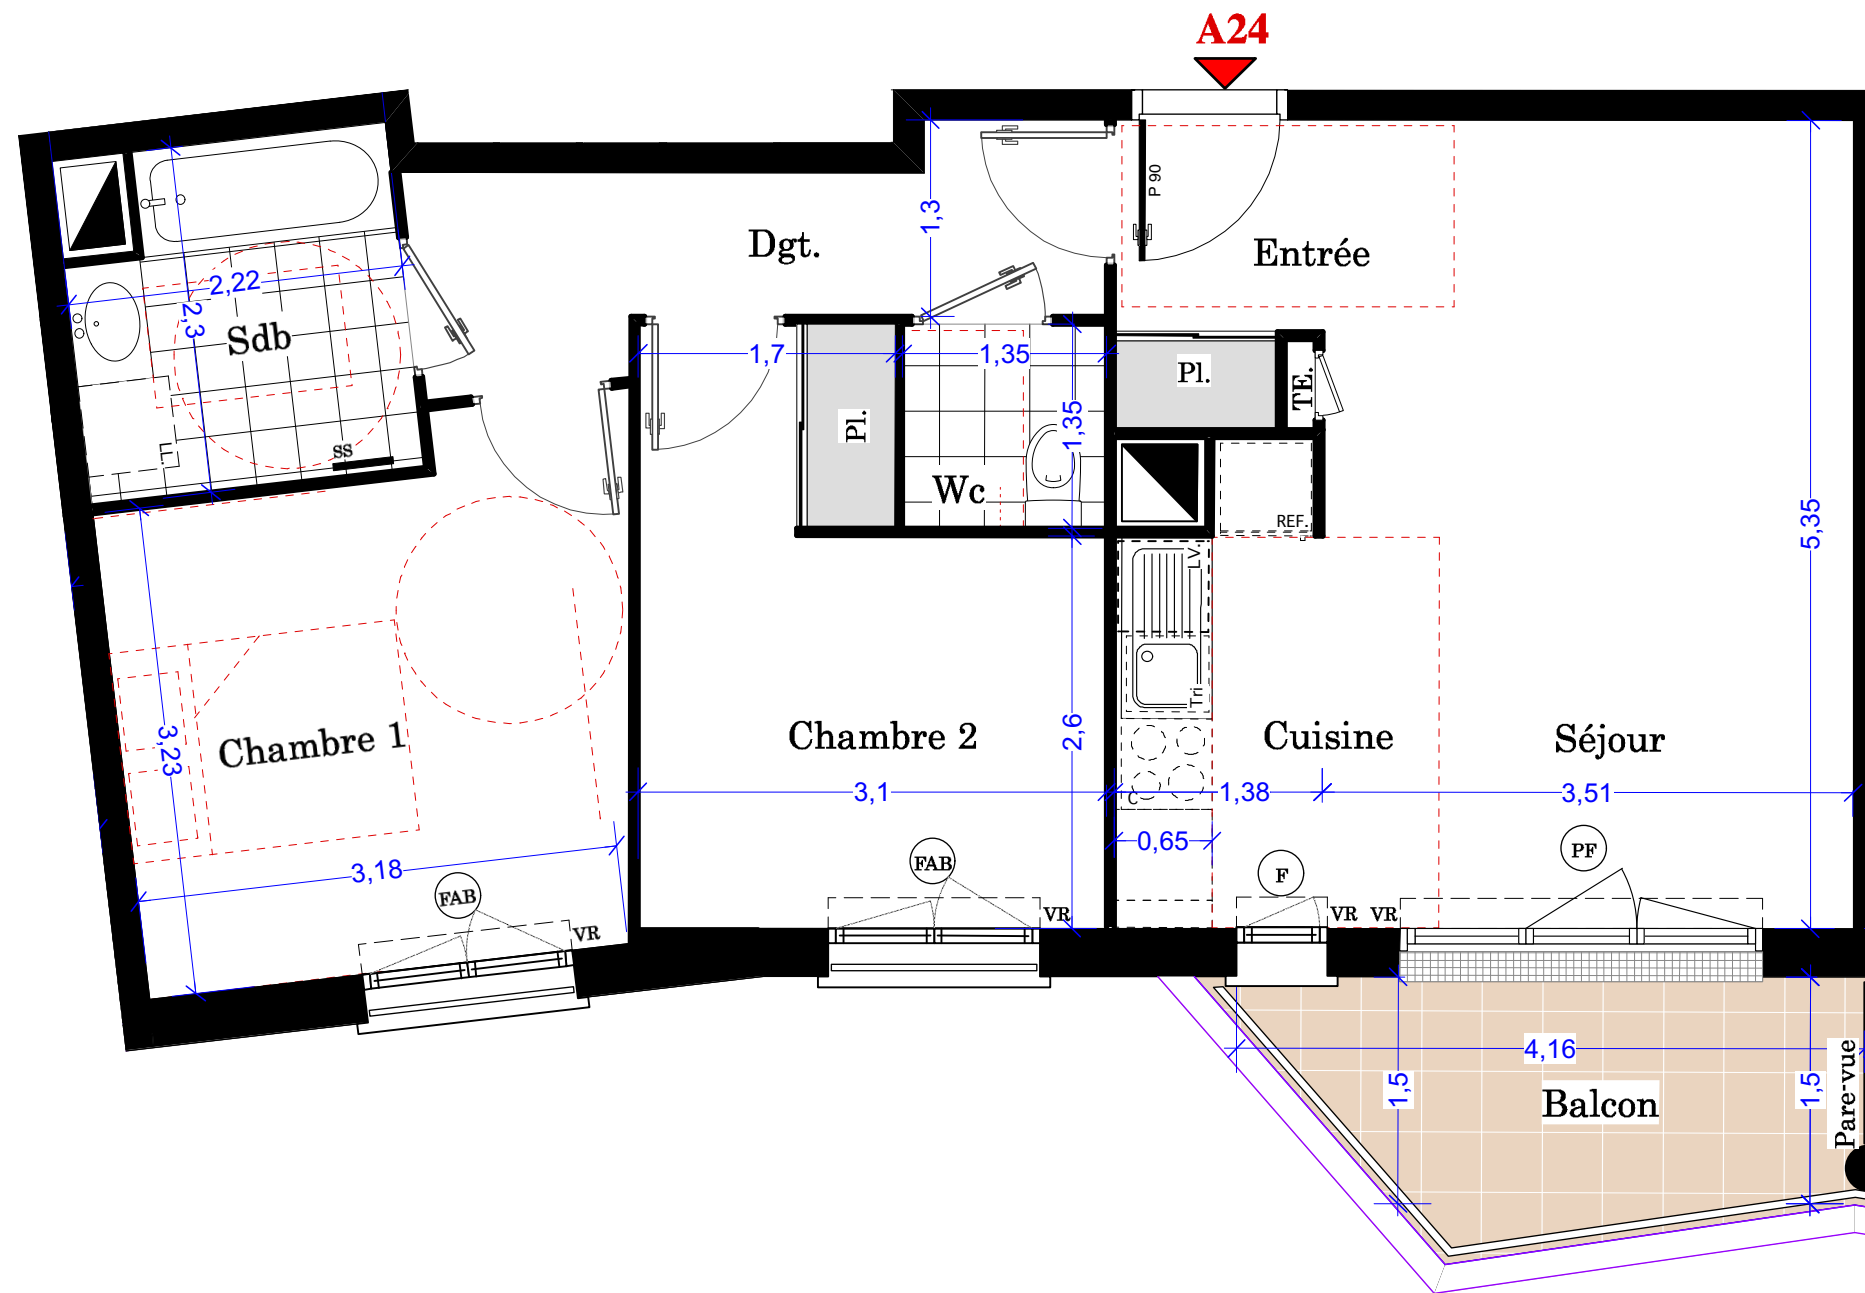 A24
P 90
1,3
Dgt.
Entrée
2,22
2,3
Sdb
1,7
1,35
Pl.
TE.
Pl.
1,35
LL.
ss
Wc
REF.
5,35
LV.
Tri
3,23
Chambre 1
Chambre 2
2,6
Cuisine
Séjour
3,1
1,38
3,51
C
0,65
3,18
FAB
FAB
F
PF
VR
VR
VR
VR
4,16
1,5
1,5
Balcon
Pare-vue